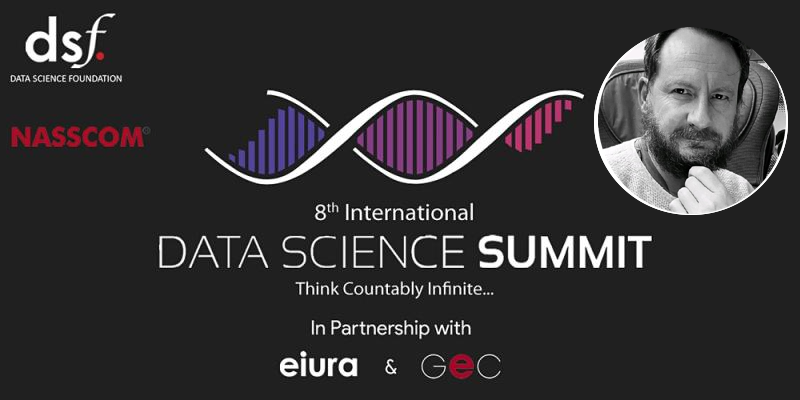 dsf.
DATA SCIENCE FOUNDATION
NASSCOM®
8th International
DATA SCIENCE SUMMIT
Think Countably Infinite...
In Partnership with
eiura & GeC